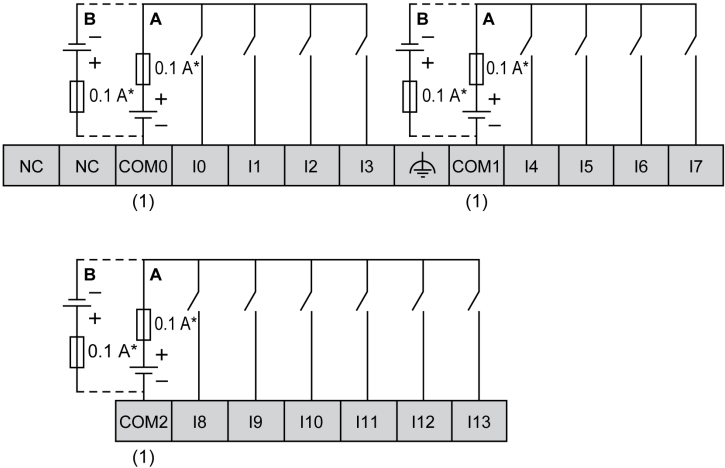 B A B A
− −
+ 0.1 A* + 0.1 A*
0.1 A* + 0.1 A* +
− −
NC NC COM0 I0 I1 I2 I3 COM1 I4 I5 I6 I7
(1) (1)
B A
−
+ 0.1 A*
0.1 A* +
−
COM2 I8 I9 I10 I11 I12 I13
(1)